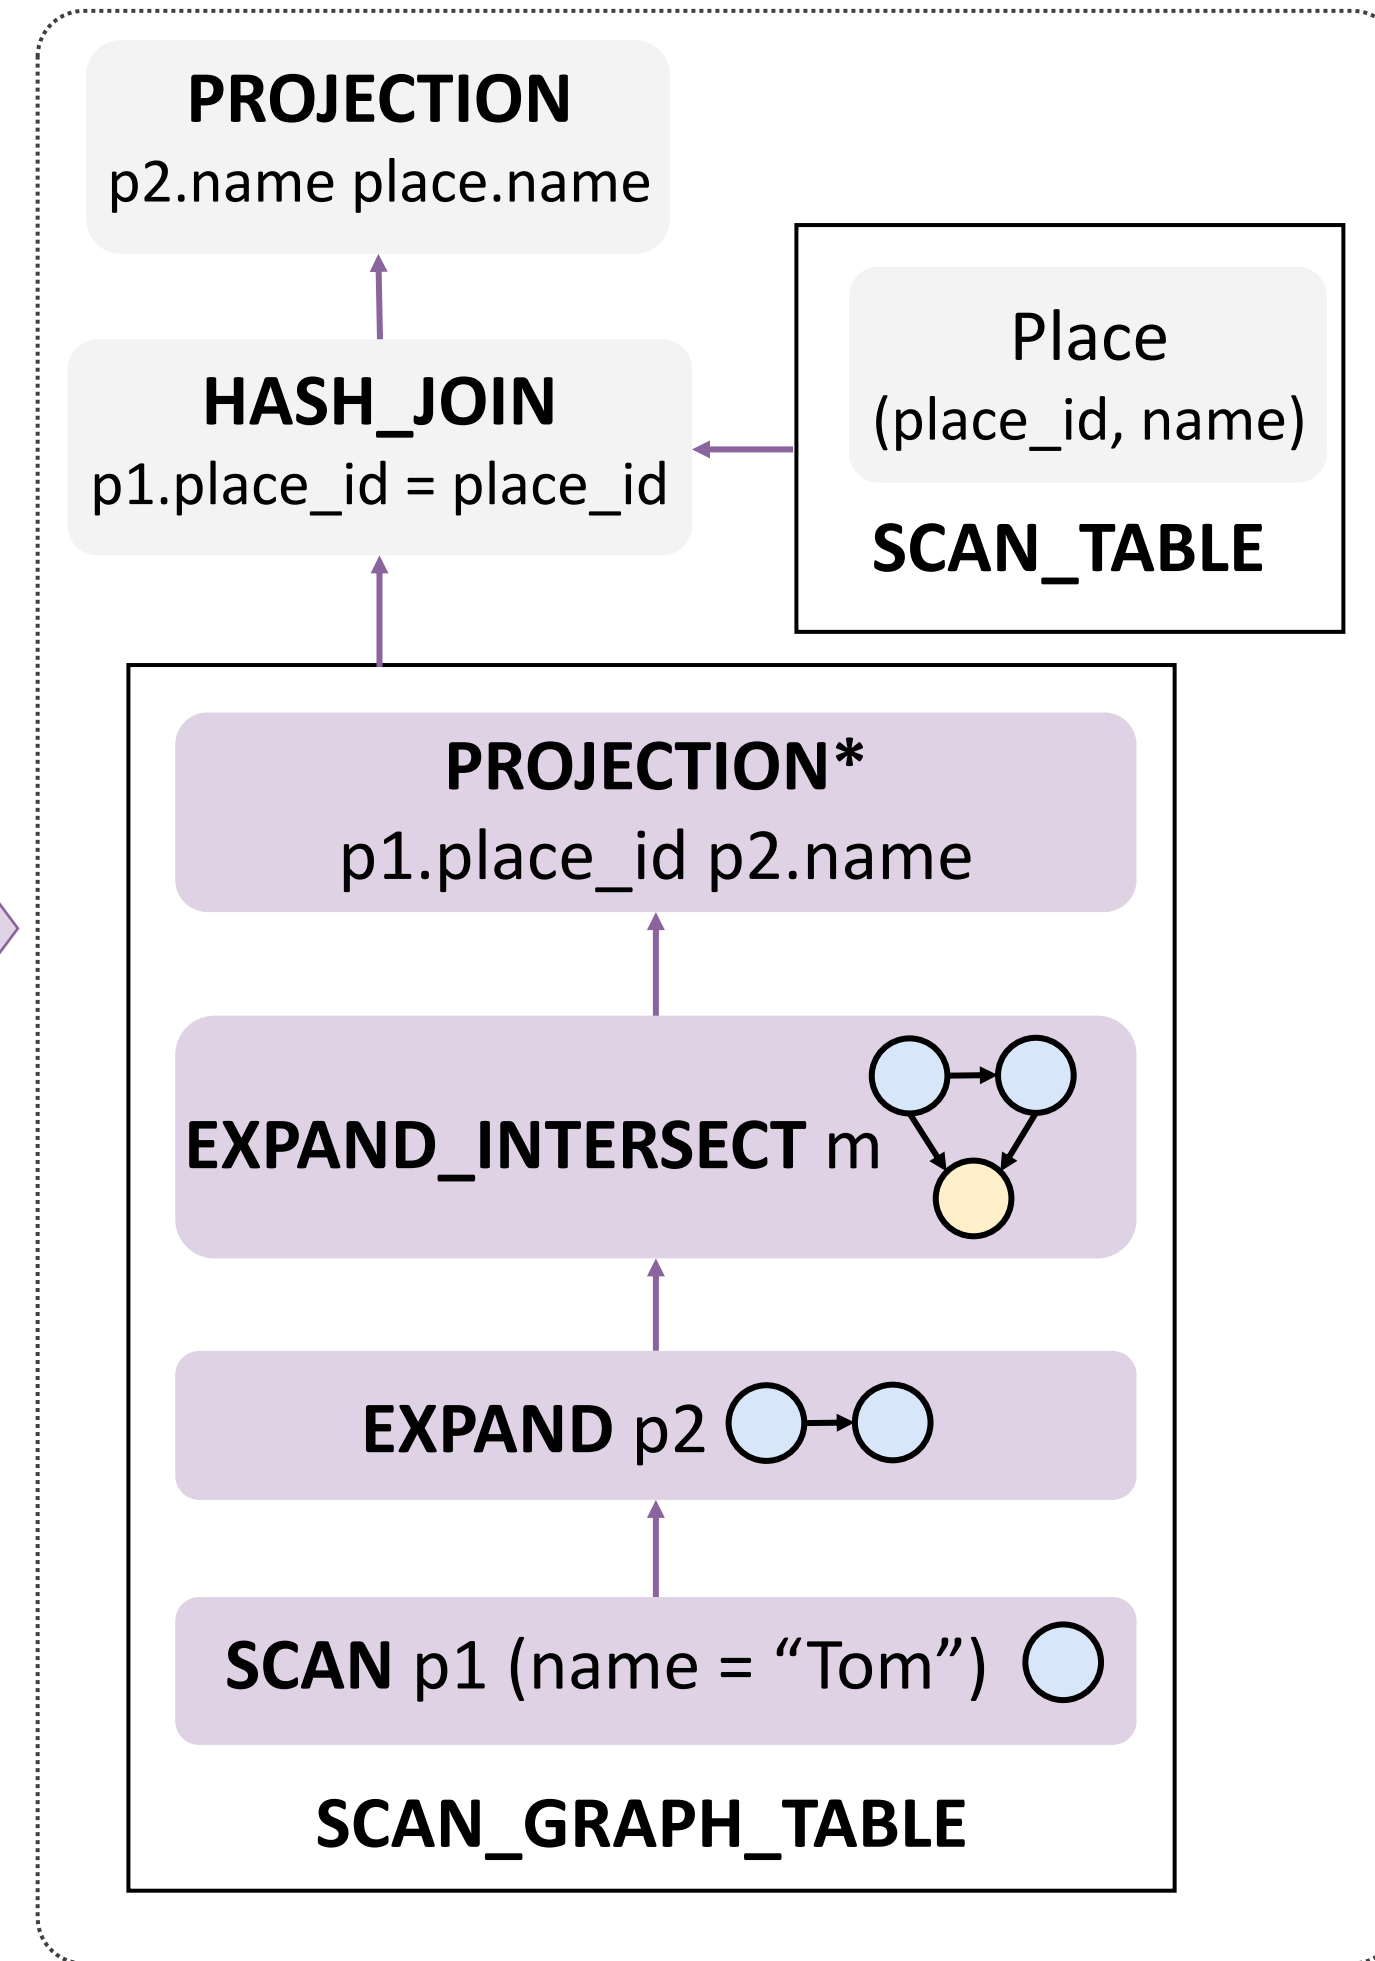 PROJECTION
p2.name place.name
HASH_JOIN
p1.place_id = place_id
Place
(place_id, name)
SCAN_TABLE
PROJECTION*
p1.place_id p2.name
EXPAND_INTERSECT m
EXPAND p2
SCAN p1 (name = “Tom”)
SCAN_GRAPH_TABLE